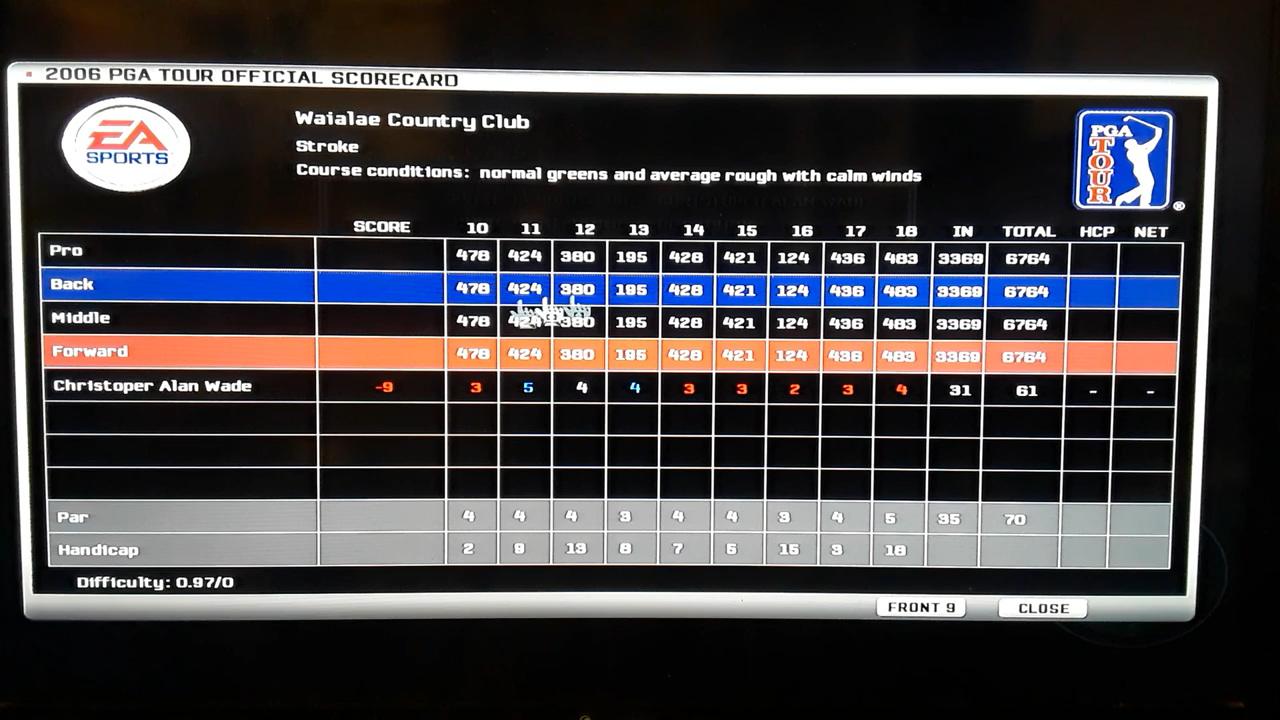 2006 PGA TOUR OFFICIAL SCORECARD
EA SPORTS
Waialae Country Club
Stroke
Course conditions: normal greens and average rough with calm winds
PGA TOUR ®
SCORE 10 11 12 13 14 15 16 17 18 IN TOTAL HCP NET
Pro 478 424 380 195 428 421 124 436 483 3369 6764
Back 478 424 380 195 428 421 124 436 483 3369 6764
Middle 478 424 380 195 428 421 124 436 483 3369 6764
Forward 478 424 380 195 428 421 124 436 483 3369 6764
Christoper Alan Wade -9 3 5 4 4 3 3 2 3 4 31 61 - -
Par 4 4 4 3 4 4 3 4 5 35 70
Handicap 2 9 13 8 7 5 15 3 18
Difficulty: 0.97/0
FRONT 9 CLOSE